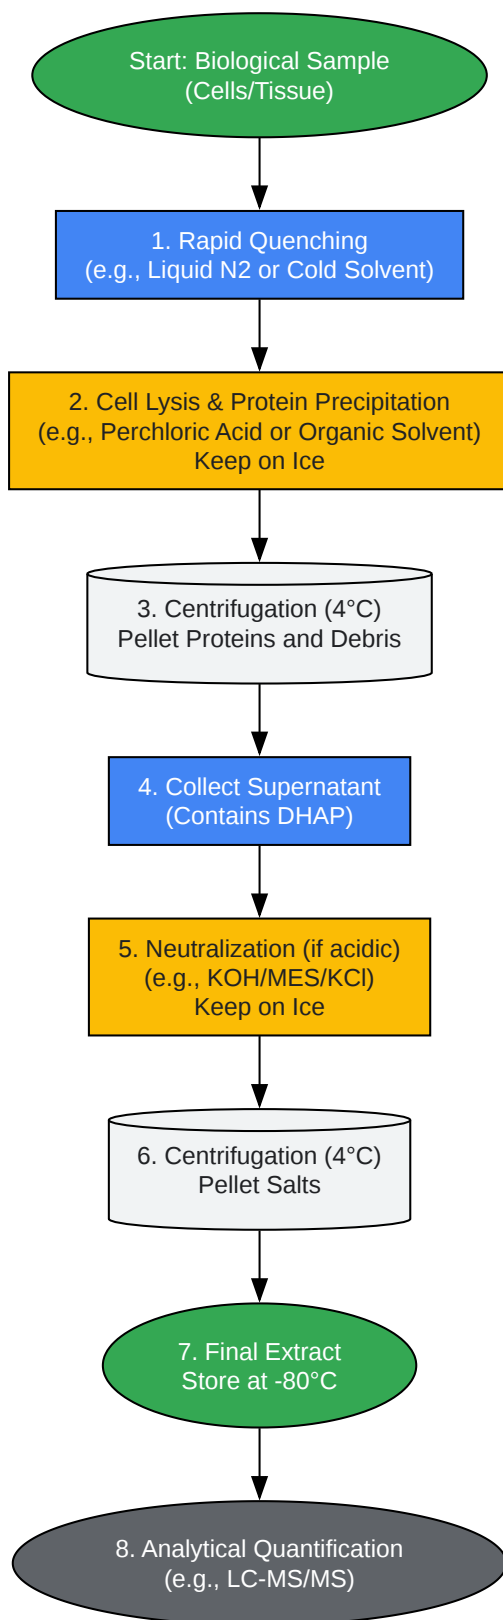 Start: Biological Sample
(Cells/Tissue)
1. Rapid Quenching
(e.g., Liquid N2 or Cold Solvent)
2. Cell Lysis & Protein Precipitation
(e.g., Perchloric Acid or Organic Solvent)
Keep on Ice
3. Centrifugation (4°C)
Pellet Proteins and Debris
4. Collect Supernatant
(Contains DHAP)
5. Neutralization (if acidic)
(e.g., KOH/MES/KCl)
Keep on Ice
6. Centrifugation (4°C)
Pellet Salts
7. Final Extract
Store at -80°C
8. Analytical Quantification
(e.g., LC-MS/MS)